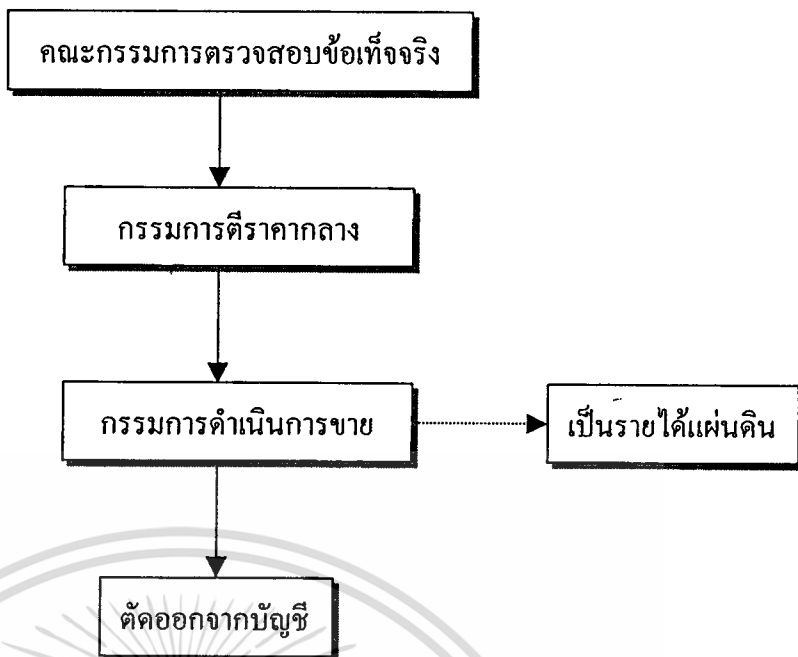 คณะกรรมการตรวจสอบข้อเท็จจริง
กรรมการตีราคากลาง
กรรมการดำเนินการขาย
เป็นรายได้แผ่นดิน
ตัดออกจากบัญชี